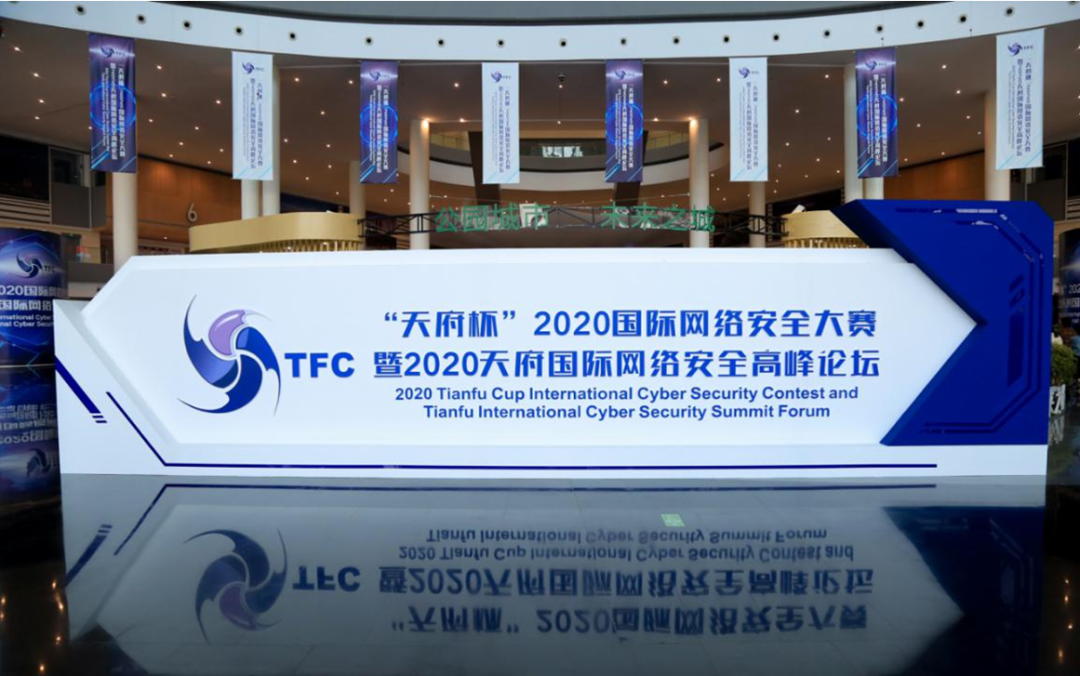 TFC
6
公园城市 未来之城
TFC
“天府杯”2020国际网络安全大赛
暨2020天府国际网络安全高峰论坛
2020 Tianfu Cup International Cyber Security Contest and
Tianfu International Cyber Security Summit Forum